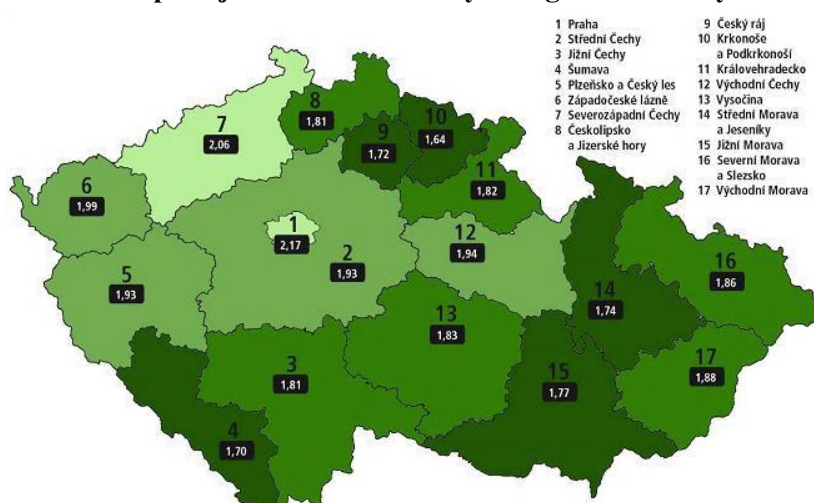 1 Praha
2 Střední Čechy
3 Jižní Čechy
4 Šumava
5 Plzeňsko a Český les
6 Západočeské lázně
7 Severozápadní Čechy
8 Českolipsko
a Jizerské hory
9 Český ráj
10 Krkonoše
a Podkrkonoší
11 Královehradecko
12 Východní Čechy
13 Vysočina
14 Střední Morava
a Jeseníky
15 Jižní Morava
16 Severní Morava
a Slezsko
17 Východní Morava
8
1,81
10
1,64
7
2,06
9
1,72
11
1,82
6
1,99
1
2,17
2
1,93
12
1,94
5
1,93
16
1,86
14
1,74
13
1,83
3
1,81
15
1,77
17
1,88
4
1,70